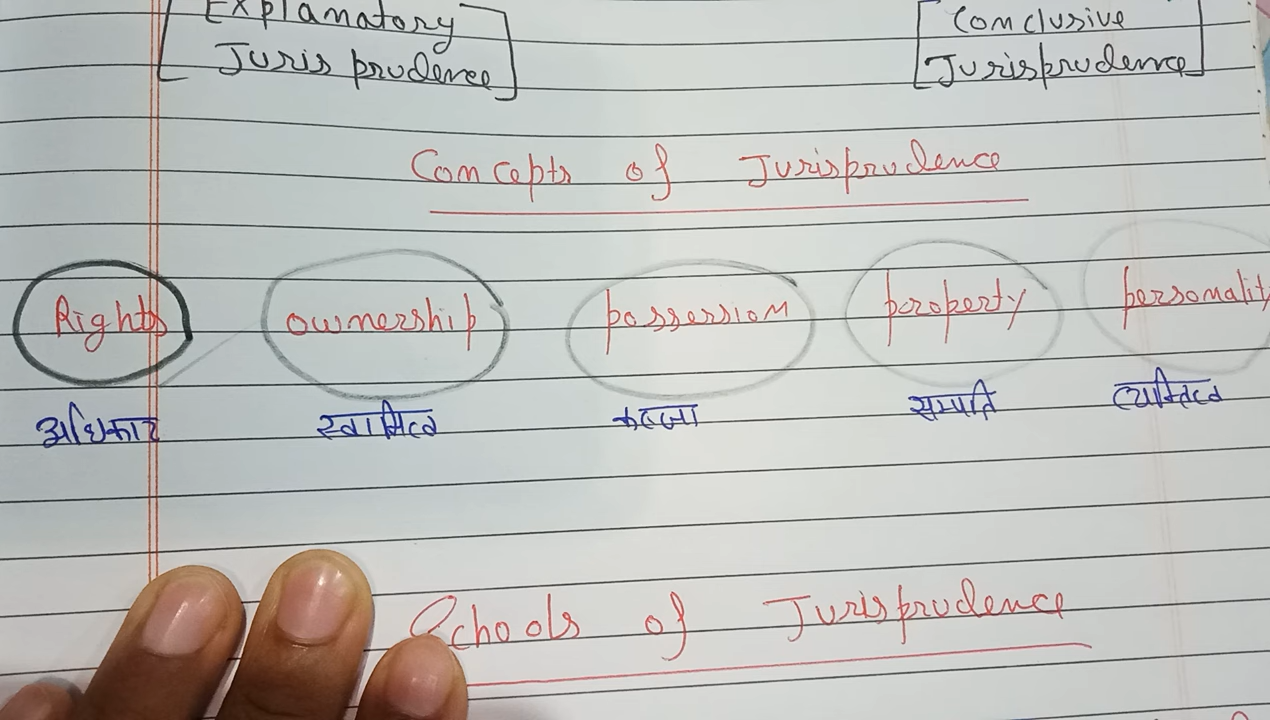 Explanatory Conclusive
Jurisprudence Jurisprudence
Concepts of Jurisprudence
Rights ownership possession property personalit
अधिकार स्वामित्व कब्जा सम्पति व्यक्तित्व
Schools of Jurisprudence